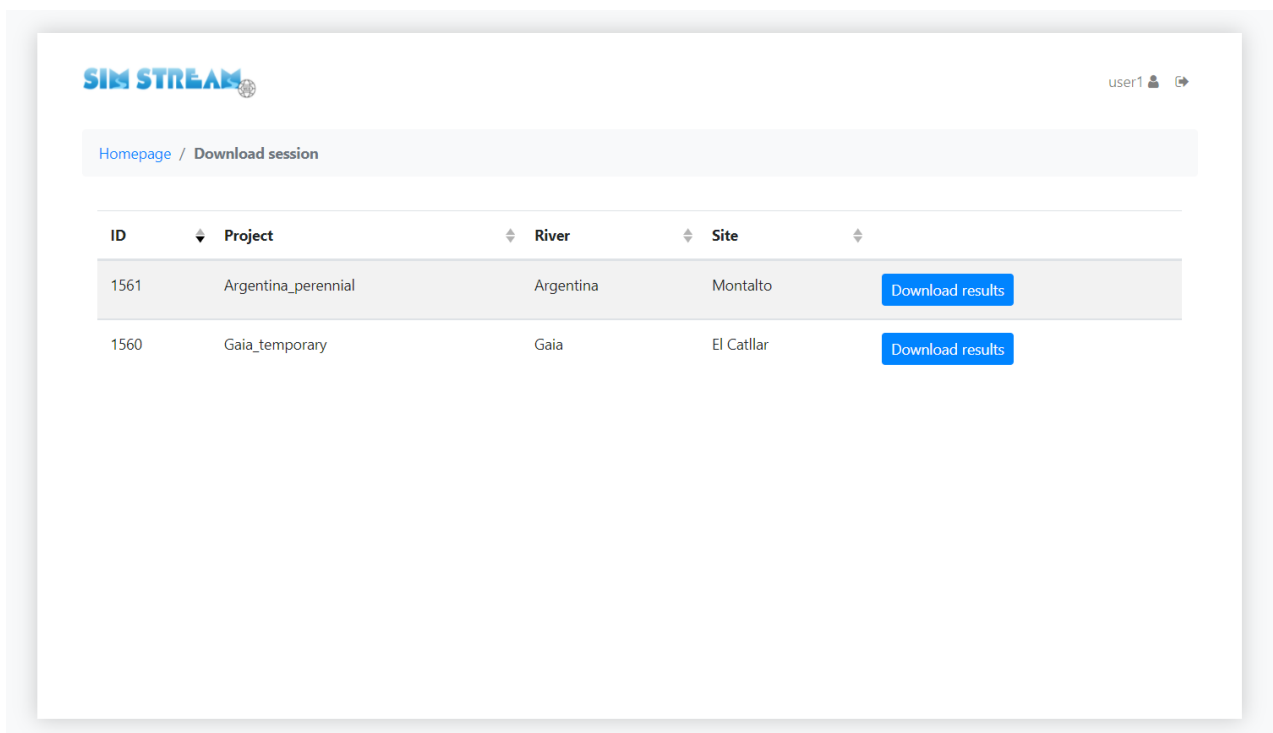 SIM STREAM
user1
Homepage / Download session
ID Project River Site
1561 Argentina_perennial Argentina Montalto Download results
1560 Gaia_temporary Gaia El Catllar Download results